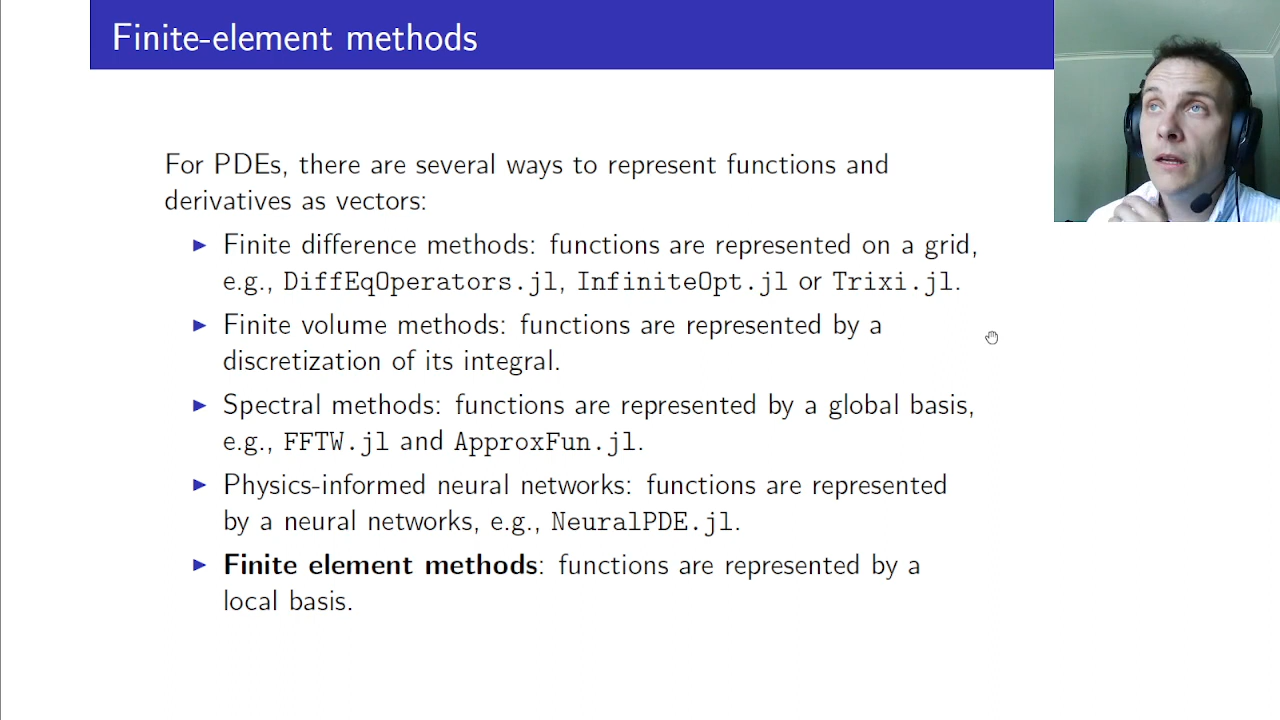 Finite-element methods
For PDEs, there are several ways to represent functions and
derivatives as vectors:
▶ Finite difference methods: functions are represented on a grid,
e.g., DiffEqOperators.jl, InfiniteOpt.jl or Trixi.jl.
▶ Finite volume methods: functions are represented by a
discretization of its integral.
▶ Spectral methods: functions are represented by a global basis,
e.g., FFTW.jl and ApproxFun.jl.
▶ Physics-informed neural networks: functions are represented
by a neural networks, e.g., NeuralPDE.jl.
▶ Finite element methods: functions are represented by a
local basis.